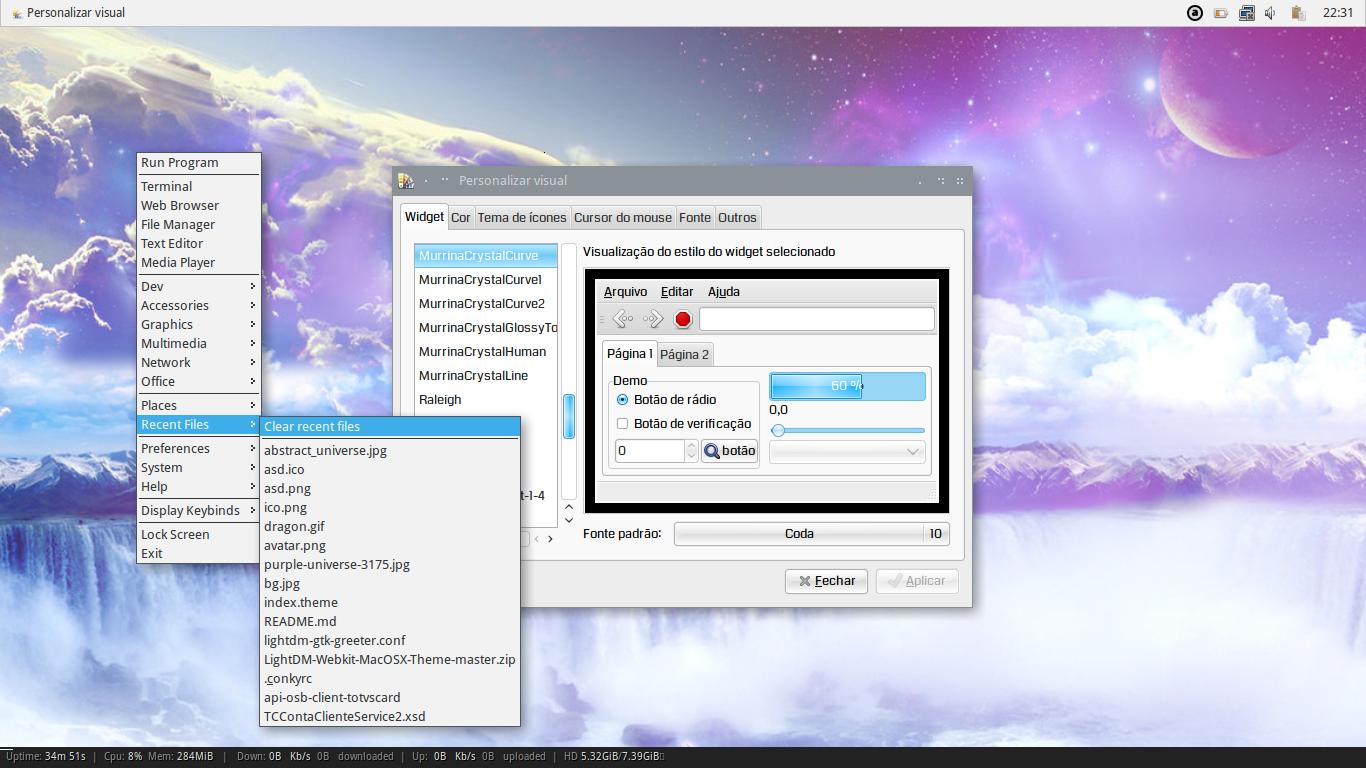 Personalizar visual
22:31
Run Program
Terminal
Web Browser
File Manager
Text Editor
Media Player
Dev
Accessories
Graphics
Multimedia
Network
Office
Places
Recent Files
Preferences
System
Help
Display Keybinds
Lock Screen
Exit
Clear recent files
abstract_universe.jpg
asd.ico
asd.png
ico.png
dragon.gif
avatar.png
purple-universe-3175.jpg
bg.jpg
index.theme
README.md
lightdm-gtk-greeter.conf
LightDM-Webkit-MacOSX-Theme-master.zip
.conkyrc
api-osb-client-totvscard
TCContaClienteService2.xsd
Personalizar visual
Widget Cor Tema de ícones Cursor do mouse Fonte Outros
MurrinaCrystalCurve
MurrinaCrystalCurve1
MurrinaCrystalCurve2
MurrinaCrystalGlossyTo
MurrinaCrystalHuman
MurrinaCrystalLine
Raleigh
t-1-4
Visualização do estilo do widget selecionado
Arquivo Editar Ajuda
Página 1 Página 2
Demo
Botão de rádio
Botão de verificação
0
botão
60 %
0,0
Fonte padrão: Coda 10
Fechar Aplicar
Uptime: 34m 51s | Cpu: 8% Mem: 284MiB | Down: 0B Kb/s 0B downloaded | Up: 0B Kb/s 0B uploaded | HD 5.32GiB/7.39GiB